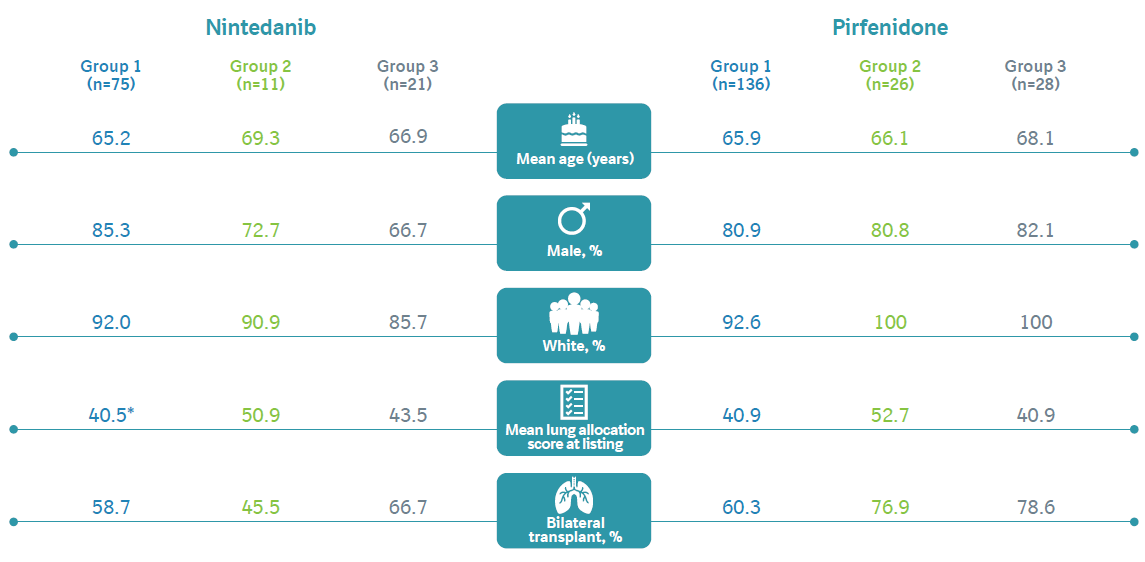 Nintedanib
Pirfenidone
Group 1
(n=75)
Group 2
(n=11)
Group 3
(n=21)
Group 1
(n=136)
Group 2
(n=26)
Group 3
(n=28)
65.2
69.3
66.9
Mean age (years)
65.9
66.1
68.1
85.3
72.7
66.7
Male, %
80.9
80.8
82.1
92.0
90.9
85.7
White, %
92.6
100
100
40.5*
50.9
43.5
Mean lung allocation
score at listing
40.9
52.7
40.9
58.7
45.5
66.7
Bilateral
transplant, %
60.3
76.9
78.6